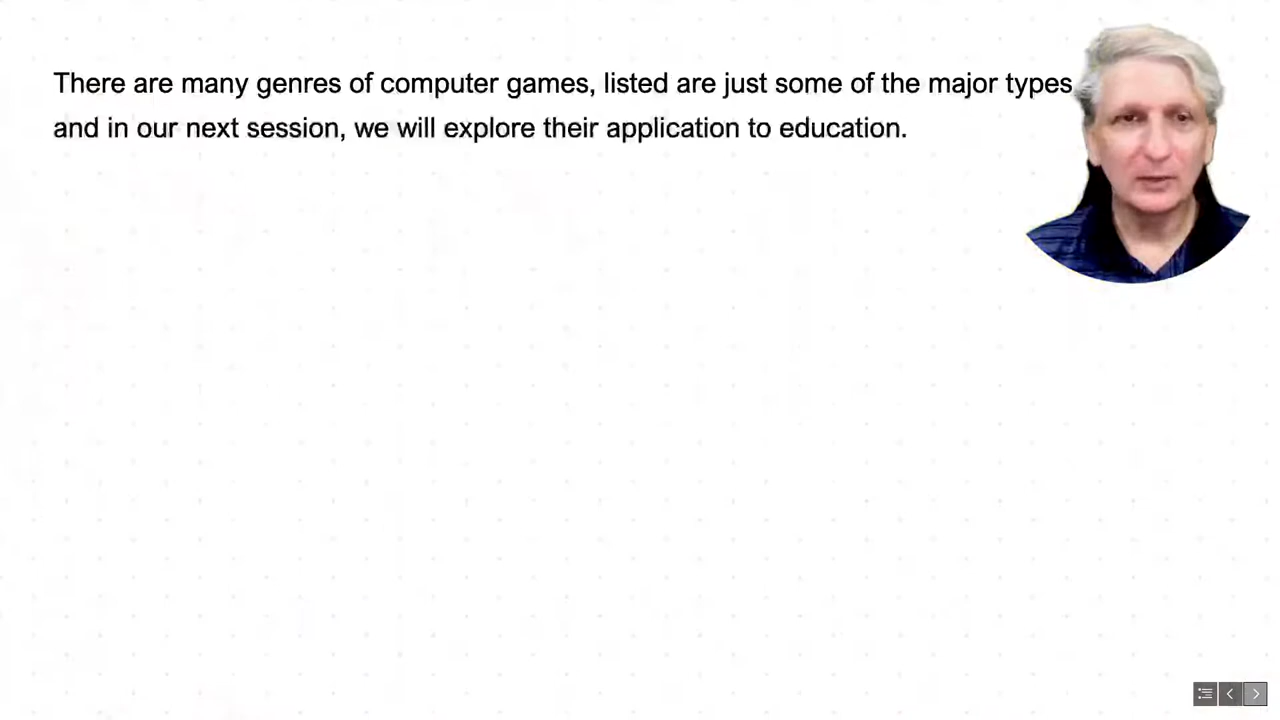 There are many genres of computer games, listed are just some of the major types
and in our next session, we will explore their application to education.